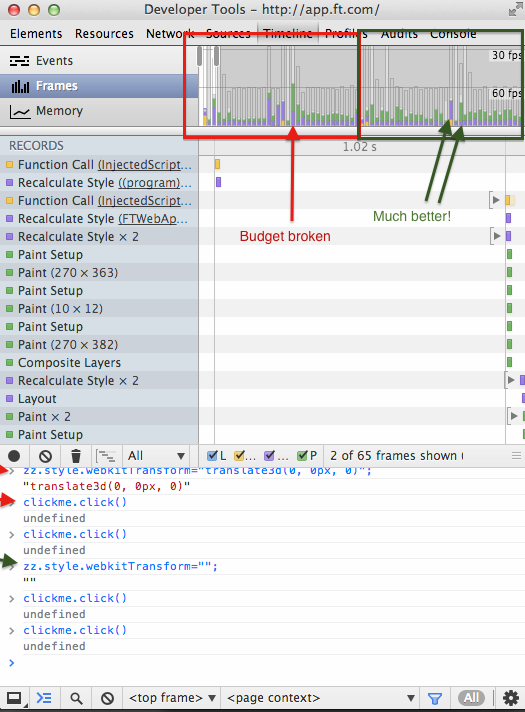 Developer Tools - http://app.ft.com/
Elements Resources Network Sources Timeline Profiles Audits Console
Events
Frames
Memory
30 fps
60 fps
RECORDS
1.02 s
Function Call (InjectedScript...
Recalculate Style ((program)...
Function Call (InjectedScript...
Recalculate Style (FTWebAp...
Recalculate Style × 2
Paint Setup
Paint (270 × 363)
Paint Setup
Paint (10 × 12)
Paint Setup
Paint (270 × 382)
Composite Layers
Recalculate Style × 2
Layout
Paint × 2
Paint Setup
Budget broken
Much better!
All
L ... ... P
2 of 65 frames shown (
zz.style.webkitTransform="translate3d(0, 0px, 0)";
"translate3d(0, 0px, 0)"
clickme.click()
undefined
clickme.click()
undefined
zz.style.webkitTransform="";
""
clickme.click()
undefined
clickme.click()
undefined
<top frame> <page context> All